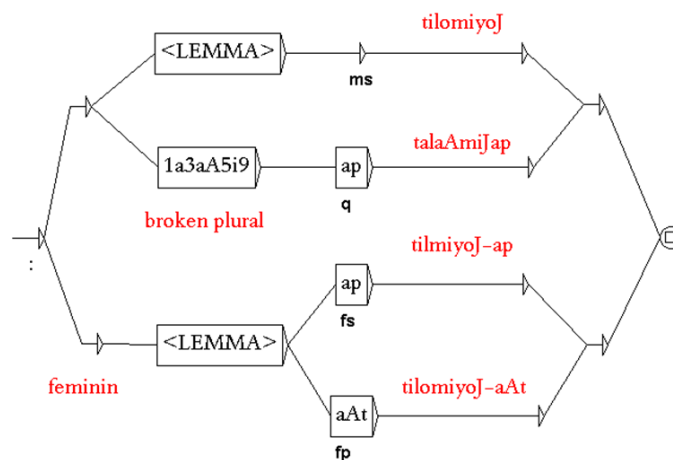 tilomiyoJ
<LEMMA>
ms
talaAmiJap
1a3aA5i9
ap
q
broken plural
:
tilmiyoJ-ap
ap
fs
<LEMMA>
feminin
tilomiyoJ-aAt
aAt
fp